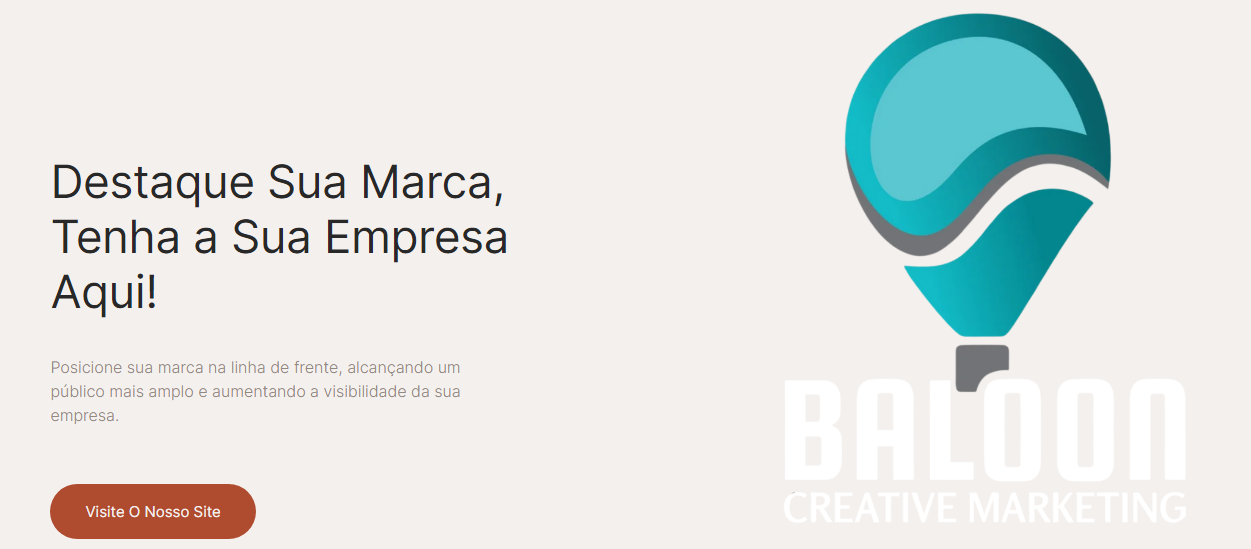 Destaque Sua Marca,
Tenha a Sua Empresa
Aqui!
Posicione sua marca na linha de frente, alcançando um
público mais amplo e aumentando a visibilidade da sua
empresa.
Visite O Nosso Site
BALOON
CREATIVE MARKETING